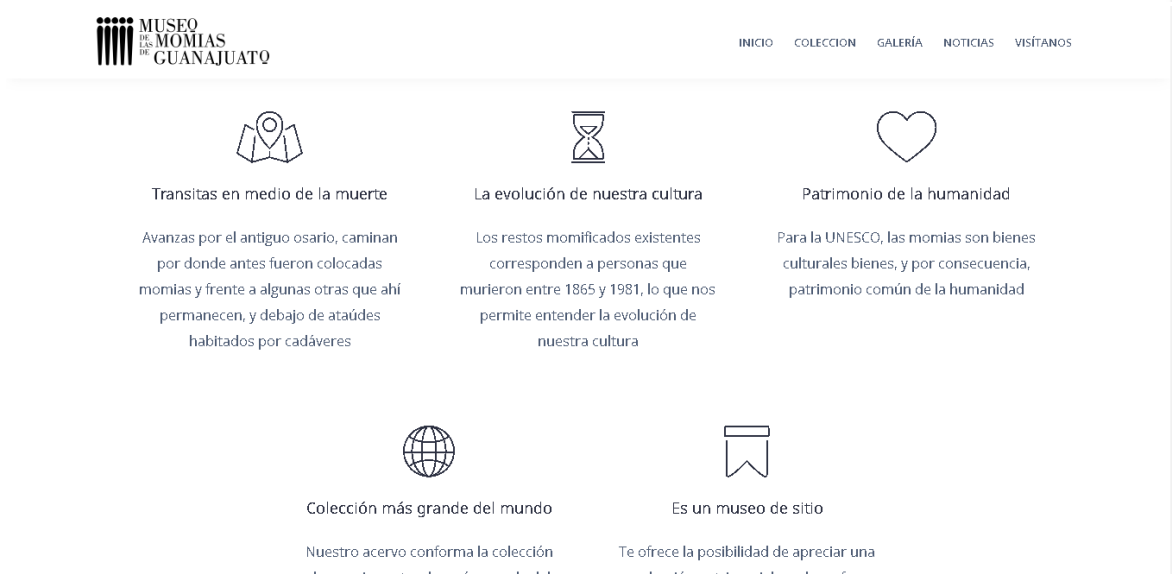 MUSEO
DE LAS MOMIAS
DE GUANAJUATO
INICIO COLECCION GALERÍA NOTICIAS VISÍTANOS
Transitas en medio de la muerte
Avanzas por el antiguo osario, caminan
por donde antes fueron colocadas
momias y frente a algunas otras que ahí
permanecen, y debajo de ataúdes
habitados por cadáveres
La evolución de nuestra cultura
Los restos momificados existentes
corresponden a personas que
murieron entre 1865 y 1981, lo que nos
permite entender la evolución de
nuestra cultura
Patrimonio de la humanidad
Para la UNESCO, las momias son bienes
culturales bienes, y por consecuencia,
patrimonio común de la humanidad
Colección más grande del mundo
Nuestro acervo conforma la colección
Es un museo de sitio
Te ofrece la posibilidad de apreciar una